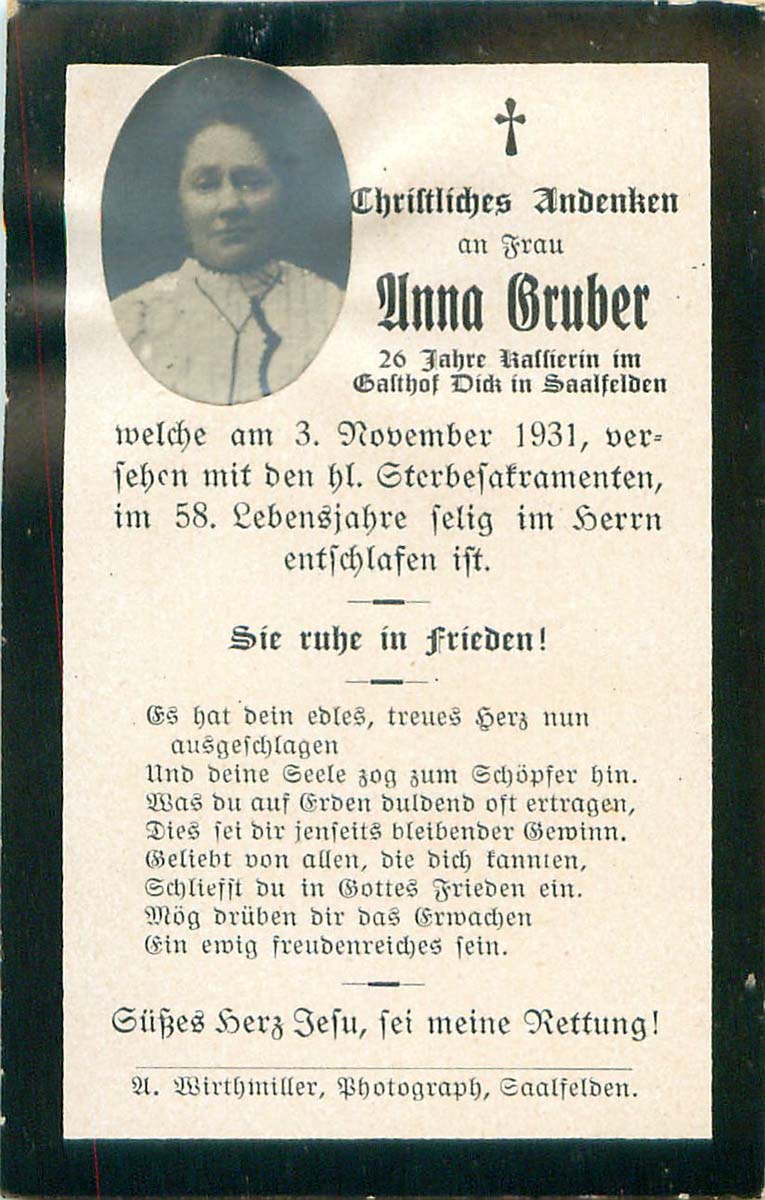 Christliches Andenken
an Frau
Anna Gruber
26 Jahre Kassierin im
Gasthof Dick in Saalfelden
welche am 3. November 1931, ver-
sehen mit den hl. Sterbesakramenten,
im 58. Lebensjahre selig im Herrn
entschlafen ist.
Sie ruhe in Frieden!
Es hat dein edles, treues Herz nun
ausgeschlagen
Und deine Seele zog zum Schöpfer hin.
Was du auf Erden duldend oft ertragen,
Dies sei dir jenseits bleibender Gewinn.
Geliebt von allen, die dich kannten,
Schliefst du in Gottes Frieden ein.
Mög drüben dir das Erwachen
Ein ewig freudenreiches sein.
Süßes Herz Jesu, sei meine Rettung!
A. Wirthmiller, Photograph, Saalfelden.